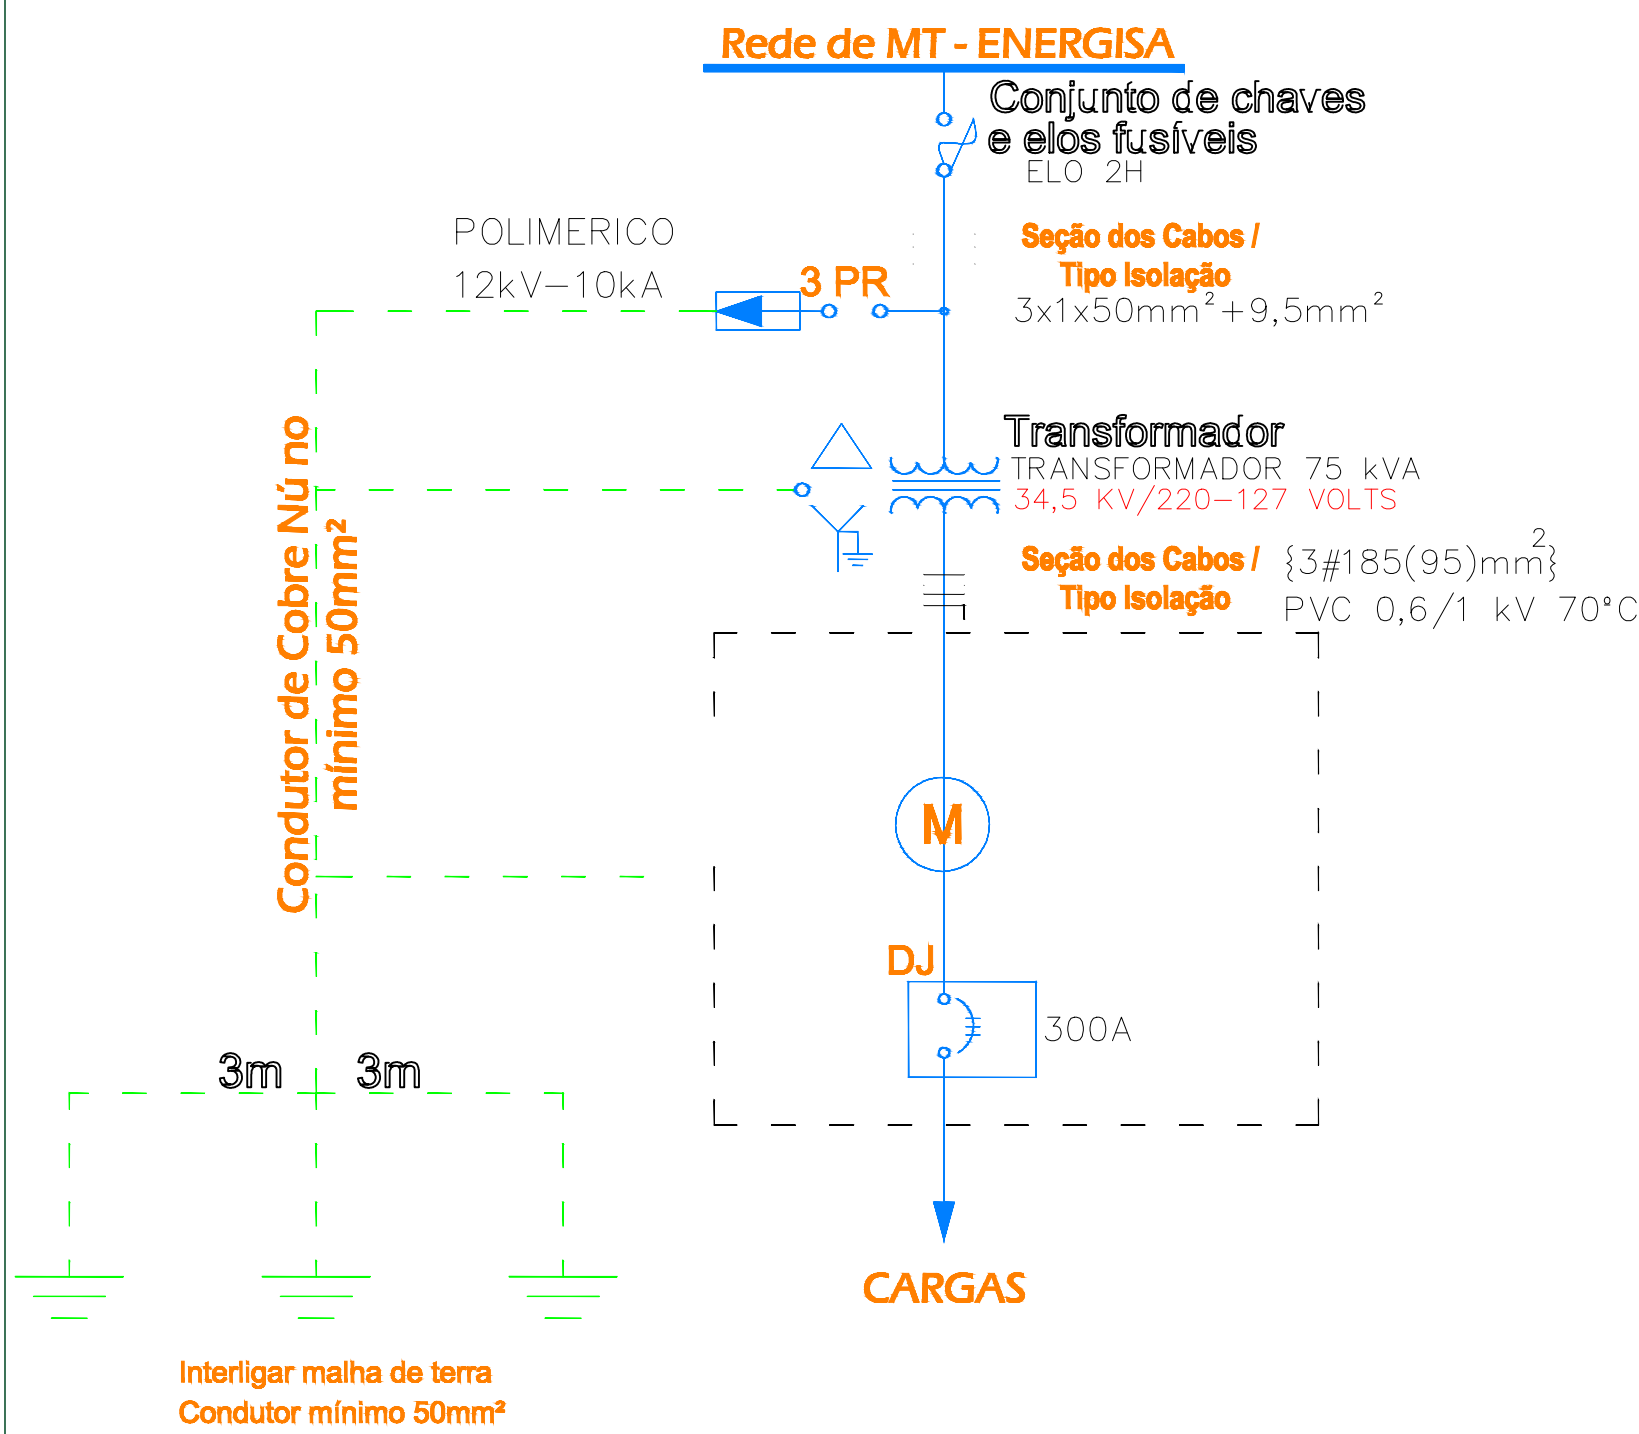 Rede de MT - ENERGISA
Conjunto de chaves
e elos fusíveis
ELO 2H
POLIMERICO
12kV-10kA
3 PR
Seção dos Cabos /
Tipo Isolação
3x1x50mm²+9,5mm²
Condutor de Cobre Nú no
mínimo 50mm²
Transformador
TRANSFORMADOR 75 kVA
34,5 KV/220-127 VOLTS
Seção dos Cabos /
Tipo Isolação
{3#185(95)mm²}
PVC 0,6/1 kV 70ºC
M
DJ
300A
3m
3m
CARGAS
Interligar malha de terra
Condutor mínimo 50mm²